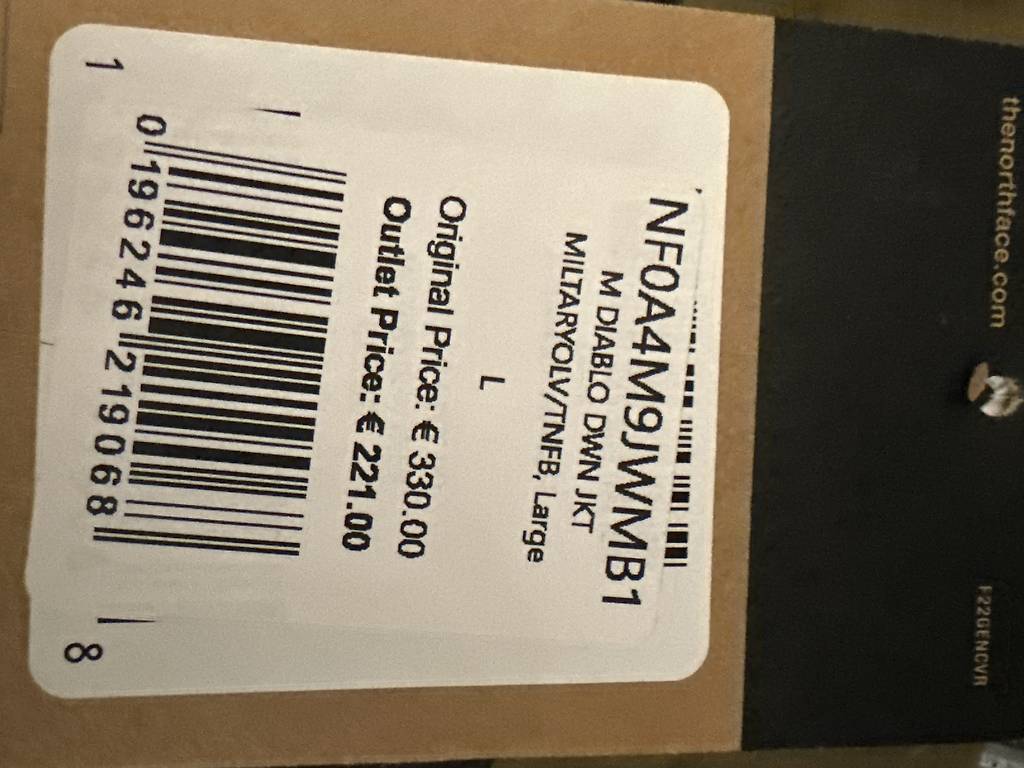 thenorthface.com
F22GENCVR
NF0A4M9JWMB1
M DIABLO DWN JKT
MILTARYOLV/TNFB, Large
L
Original Price: € 330.00
Outlet Price: € 221.00
0 196246 219068
1 8